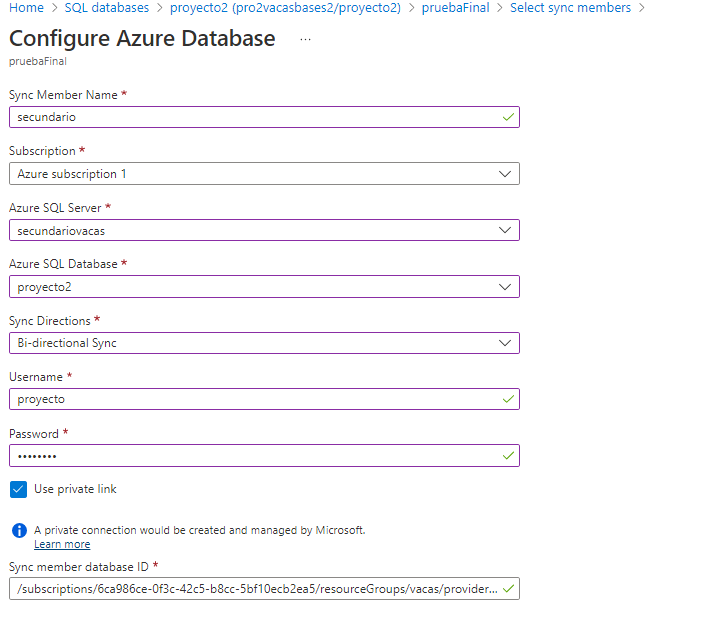 Home > SQL databases > proyecto2 (pro2vacasbases2/proyecto2) > pruebaFinal > Select sync members >
Configure Azure Database ...
pruebaFinal
Sync Member Name *
secundario
Subscription *
Azure subscription 1
Azure SQL Server *
secundariovacas
Azure SQL Database *
proyecto2
Sync Directions *
Bi-directional Sync
Username *
proyecto
Password *
••••••••
Use private link
A private connection would be created and managed by Microsoft.
Learn more
Sync member database ID *
/subscriptions/6ca986ce-0f3c-42c5-b8cc-5bf10ecb2ea5/resourceGroups/vacas/provider...